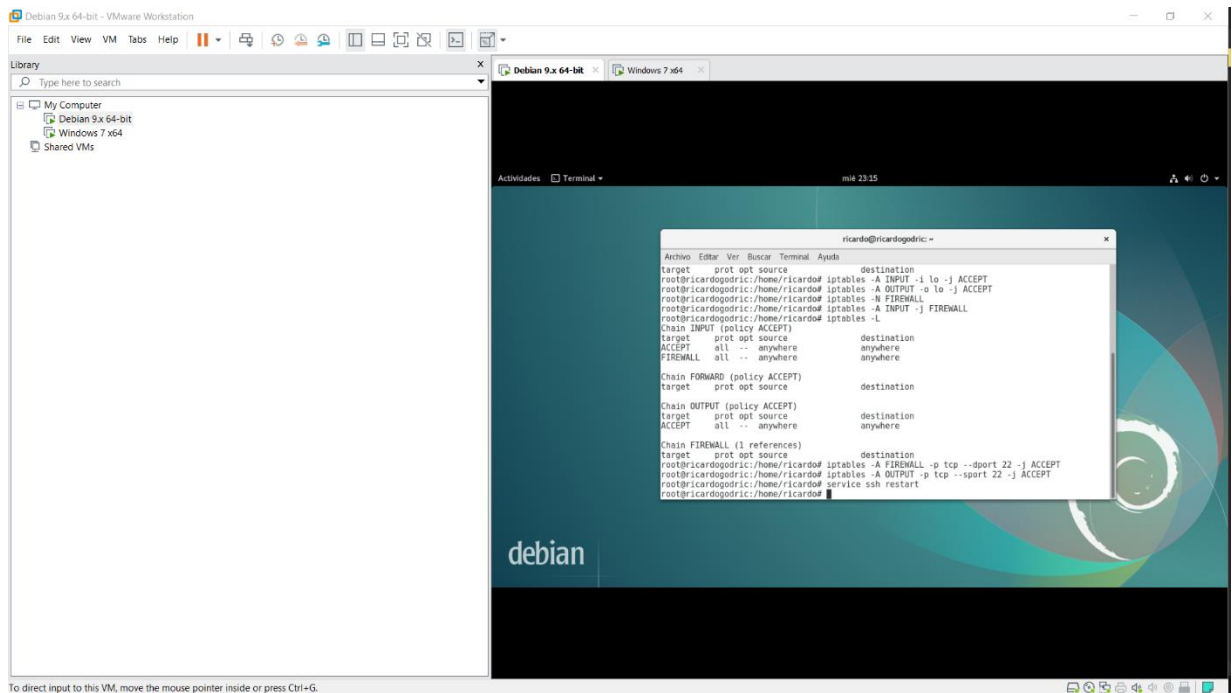 Debian 9.x 64-bit - VMware Workstation
File Edit View VM Tabs Help
Library
Type here to search
My Computer
Debian 9.x 64-bit
Windows 7 x64
Shared VMs
Debian 9.x 64-bit
Windows 7 x64
Actividades Terminal mié 23:15
ricardo@ricardogodric: ~
Archivo Editar Ver Buscar Terminal Ayuda
target prot opt source destination
root@ricardogodric:/home/ricardo# iptables -A INPUT -i lo -j ACCEPT
root@ricardogodric:/home/ricardo# iptables -A OUTPUT -o lo -j ACCEPT
root@ricardogodric:/home/ricardo# iptables -N FIREWALL
root@ricardogodric:/home/ricardo# iptables -A INPUT -j FIREWALL
root@ricardogodric:/home/ricardo# iptables -L
Chain INPUT (policy ACCEPT)
target prot opt source destination
ACCEPT all -- anywhere anywhere
FIREWALL all -- anywhere anywhere
Chain FORWARD (policy ACCEPT)
target prot opt source destination
Chain OUTPUT (policy ACCEPT)
target prot opt source destination
ACCEPT all -- anywhere anywhere
Chain FIREWALL (1 references)
target prot opt source destination
root@ricardogodric:/home/ricardo# iptables -A FIREWALL -p tcp --dport 22 -j ACCEPT
root@ricardogodric:/home/ricardo# iptables -A OUTPUT -p tcp --sport 22 -j ACCEPT
root@ricardogodric:/home/ricardo# service ssh restart
root@ricardogodric:/home/ricardo#
debian
To direct input to this VM, move the mouse pointer inside or press Ctrl+G.